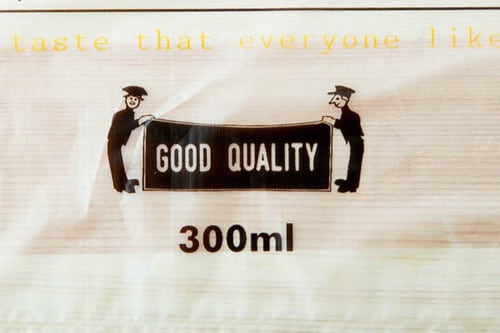 taste that everyone like
GOOD QUALITY
300ml